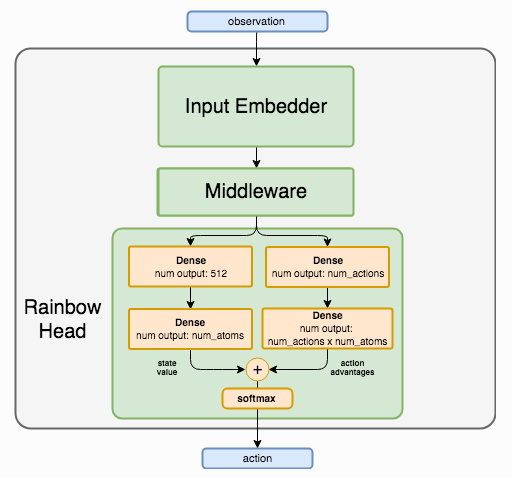 observation
Input Embedder
Middleware
Dense
num output: 512
Dense
num output: num_actions
Rainbow
Head
Dense
num output: num_atoms
Dense
num output:
num_actions x num_atoms
state
value
+
action
advantages
softmax
action